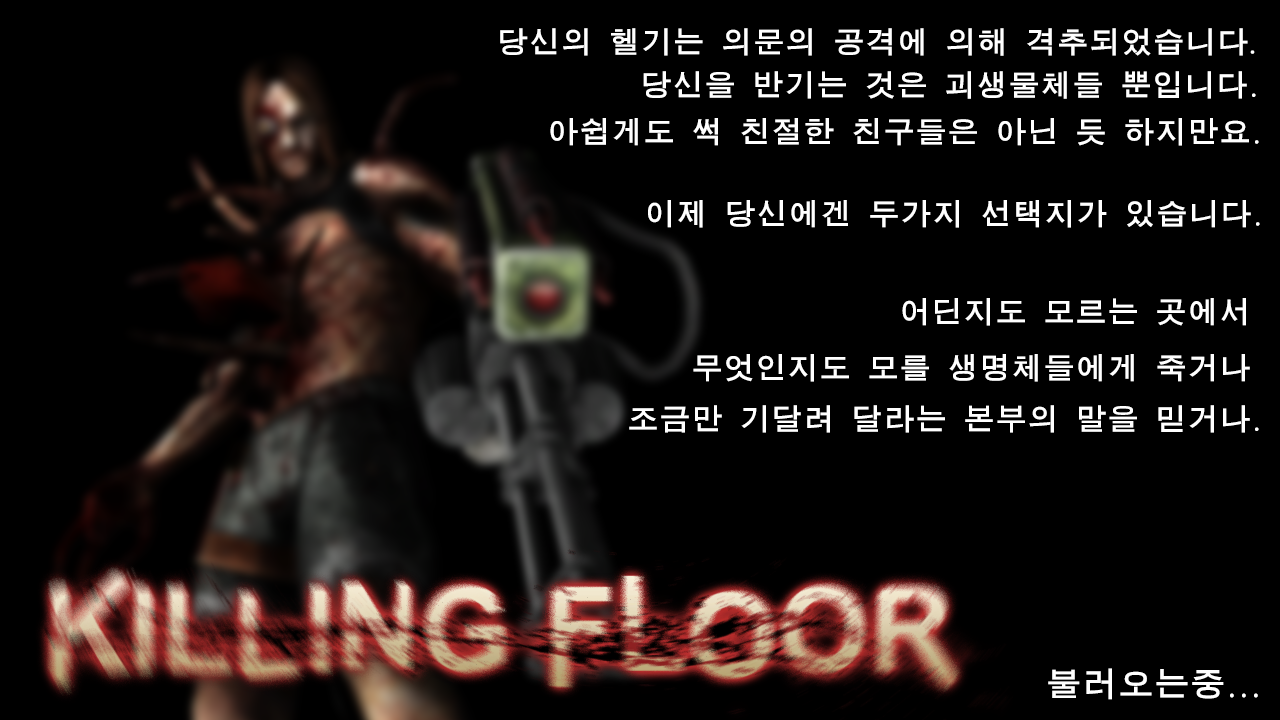 당신의 헬기는 의문의 공격에 의해 격추되었습니다.
당신을 반기는 것은 괴생물체들 뿐입니다.
아쉽게도 썩 친절한 친구들은 아닌 듯 하지만요.
이제 당신에겐 두가지 선택지가 있습니다.
어딘지도 모르는 곳에서
무엇인지도 모를 생명체들에게 죽거나
조금만 기달려 달라는 본부의 말을 믿거나.
KILLING FLOOR
불러오는중...